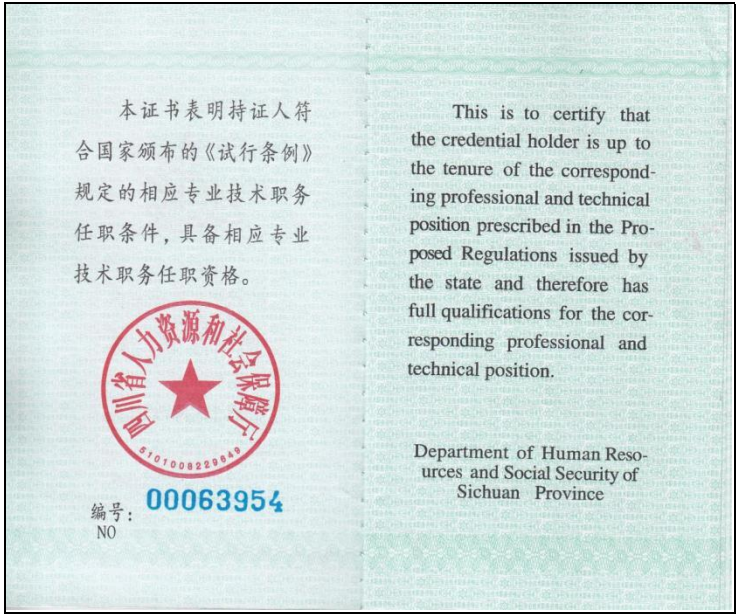 本证书表明持证人符
合国家颁布的《试行条例》
规定的相应专业技术职务
任职条件，具备相应专业
技术职务任职资格。
四川省人力资源和社会保障厅
5101008229649
编号：00063954
NO
This is to certify that
the credential holder is up to
the tenure of the correspond-
ing professional and technical
position prescribed in the Pro-
posed Regulations issued by
the state and therefore has
full qualifications for the cor-
responding professional and
technical position.
Department of Human Reso-
urces and Social Security of
Sichuan Province